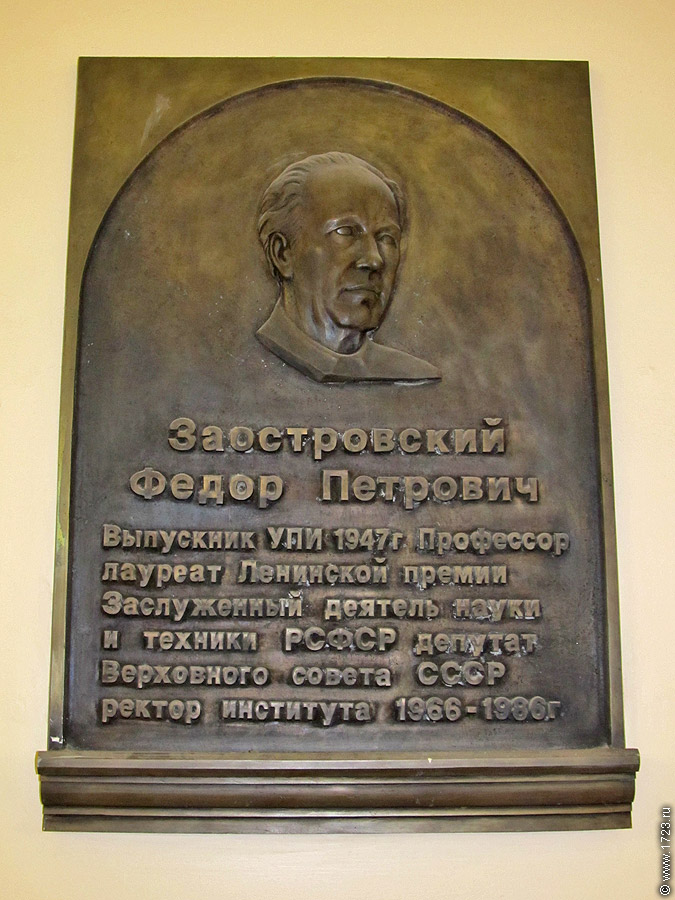 Заостровский
Федор Петрович
Выпускник УПИ 1947г. Профессор
лауреат Ленинской премии
Заслуженный деятель науки
и техники РСФСР депутат
Верховного совета СССР
ректор института 1966-1986г.
© www.1723.ru